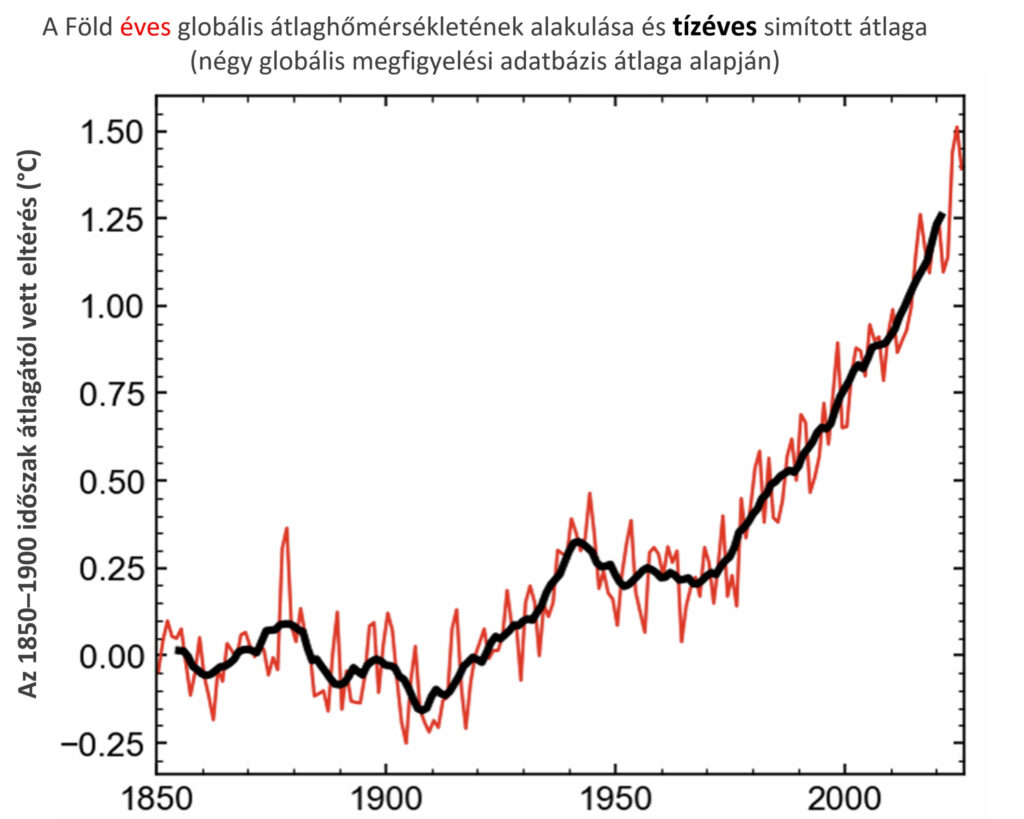 A Föld éves globális átlaghőmérsékletének alakulása és tízéves simított átlaga
(négy globális megfigyelési adatbázis átlaga alapján)
Az 1850–1900 időszak átlagától vett eltérés (°C)
1.50
1.25
1.00
0.75
0.50
0.25
0.00
−0.25
1850 1900 1950 2000